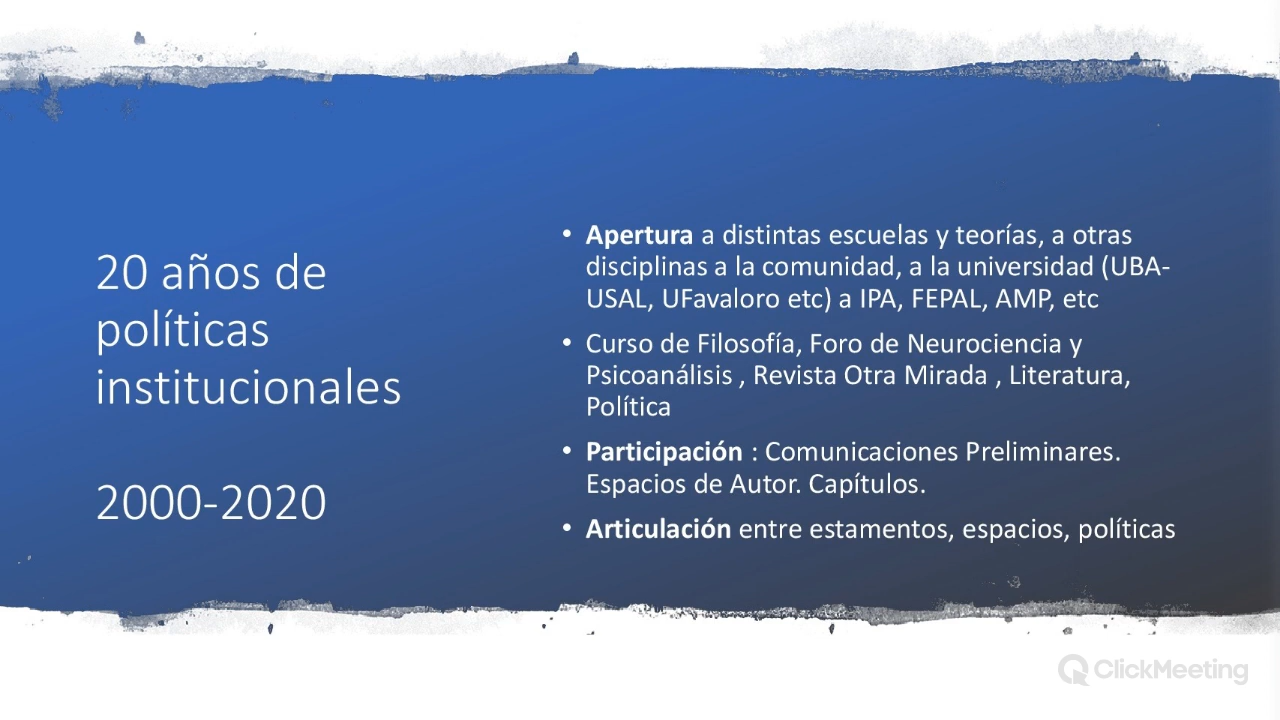 20 años de
políticas
institucionales
2000-2020
• Apertura a distintas escuelas y teorías, a otras
disciplinas a la comunidad, a la universidad (UBA-
USAL, UFavaloro etc) a IPA, FEPAL, AMP, etc
• Curso de Filosofía, Foro de Neurociencia y
Psicoanálisis , Revista Otra Mirada , Literatura,
Política
• Participación : Comunicaciones Preliminares.
Espacios de Autor. Capítulos.
• Articulación entre estamentos, espacios, políticas
ClickMeeting